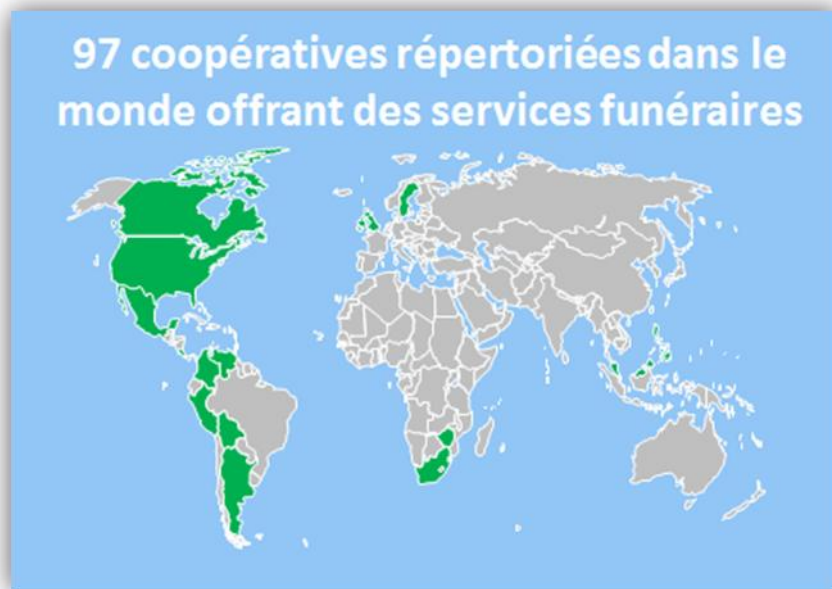 97 coopératives répertoriées dans le
monde offrant des services funéraires